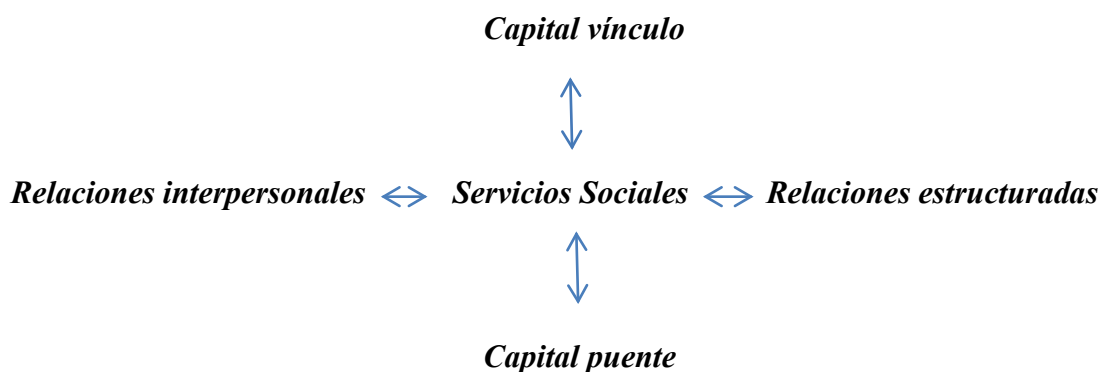 Capital vínculo
Relaciones interpersonales Servicios Sociales Relaciones estructuradas
Capital puente